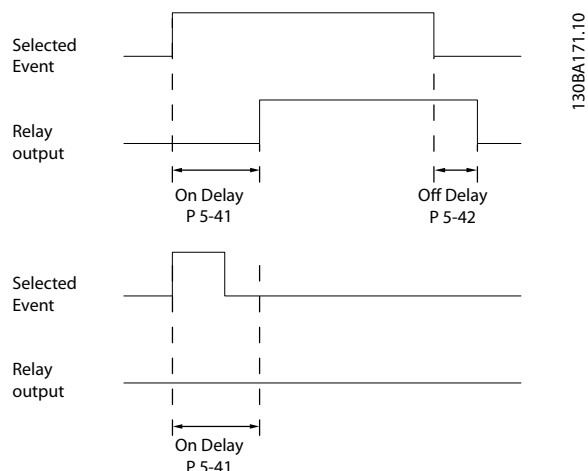 Selected
Event
Relay
output
On Delay
P 5-41
Off Delay
P 5-42
Selected
Event
Relay
output
On Delay
P 5-41
130BA171.10